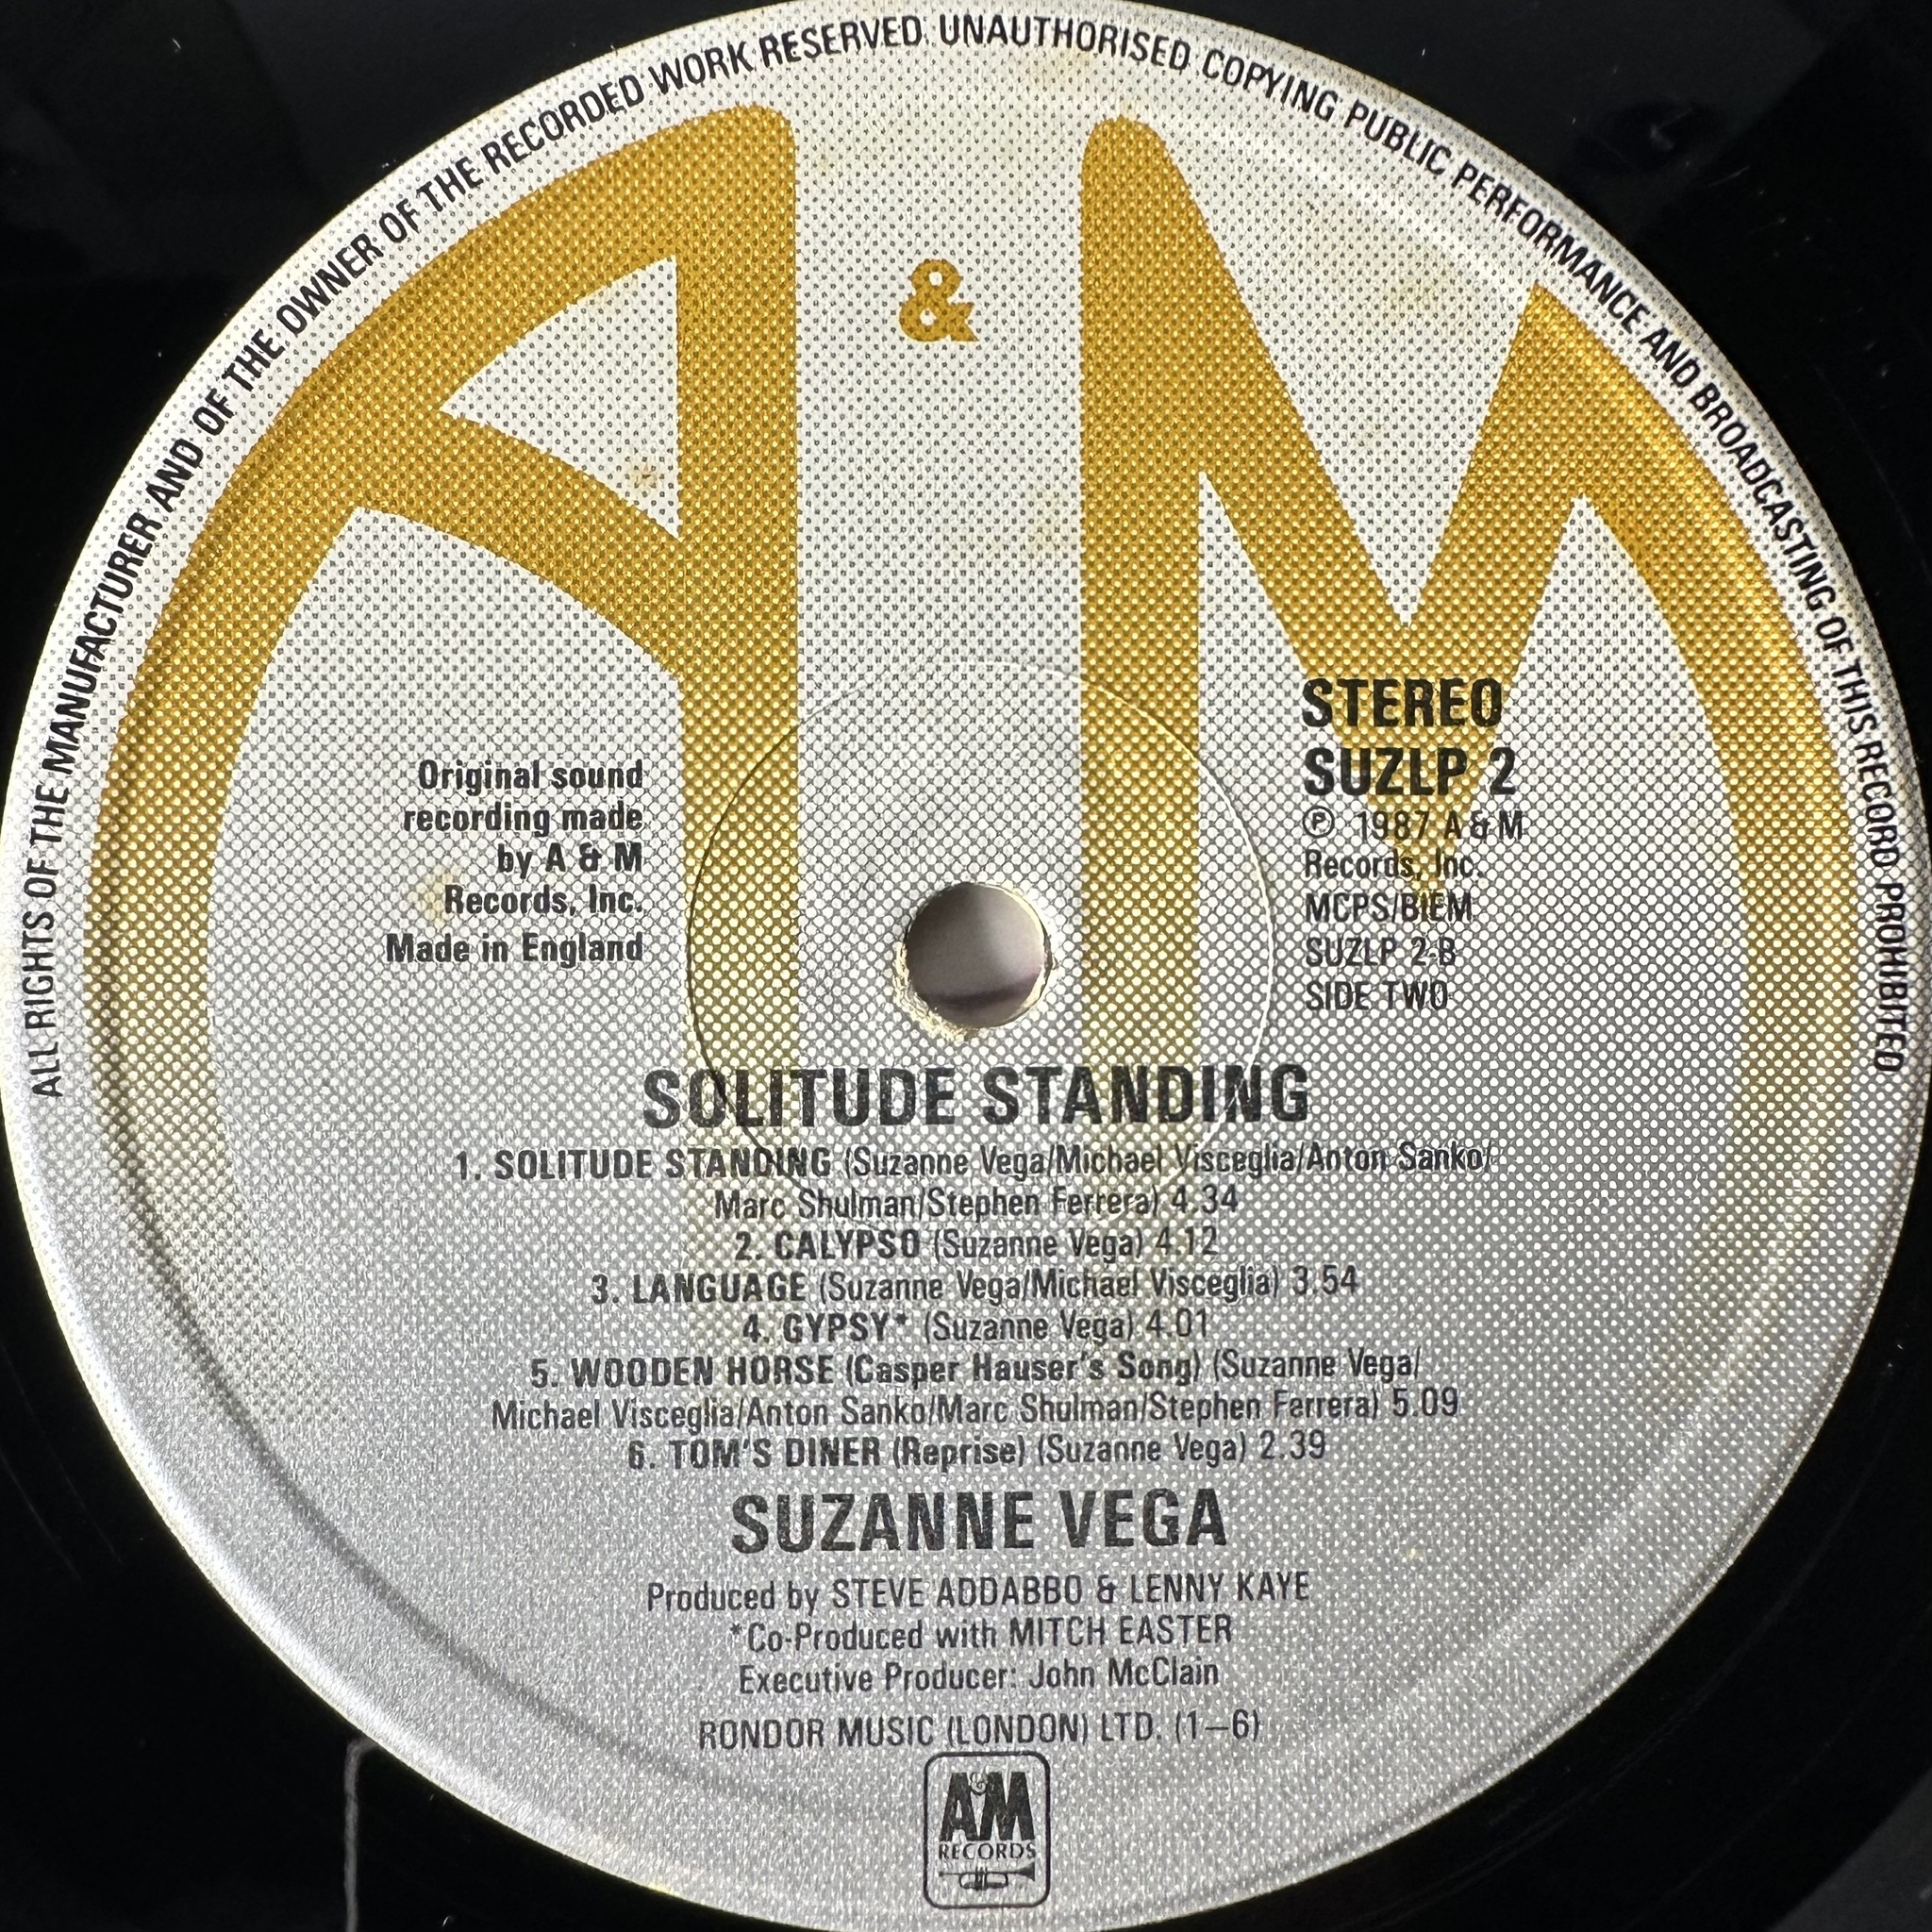 ALL RIGHTS OF THE MANUFACTURER AND OF THE OWNER OF THE RECORDED WORK RESERVED. UNAUTHORISED COPYING PUBLIC PERFORMANCE AND BROADCASTING OF THIS RECORD PROHIBITED
A & M
Original sound
recording made
by A & M
Records, Inc.
Made in England
STEREO
SUZLP 2
Ⓟ 1987 A & M
Records, Inc.
MCPS/BIEM
SUZLP 2-B
SIDE TWO
SOLITUDE STANDING
1. SOLITUDE STANDING (Suzanne Vega/Michael Visceglia/Anton Sanko/
Marc Shulman/Stephen Ferrera) 4.34
2. CALYPSO (Suzanne Vega) 4.12
3. LANGUAGE (Suzanne Vega/Michael Visceglia) 3.54
4. GYPSY* (Suzanne Vega) 4.01
5. WOODEN HORSE (Casper Hauser's Song) (Suzanne Vega/
Michael Visceglia/Anton Sanko/Marc Shulman/Stephen Ferrera) 5.09
6. TOM'S DINER (Reprise) (Suzanne Vega) 2.39
SUZANNE VEGA
Produced by STEVE ADDABBO & LENNY KAYE
*Co-Produced with MITCH EASTER
Executive Producer: John McClain
RONDOR MUSIC (LONDON) LTD. (1–6)
A&M
RECORDS